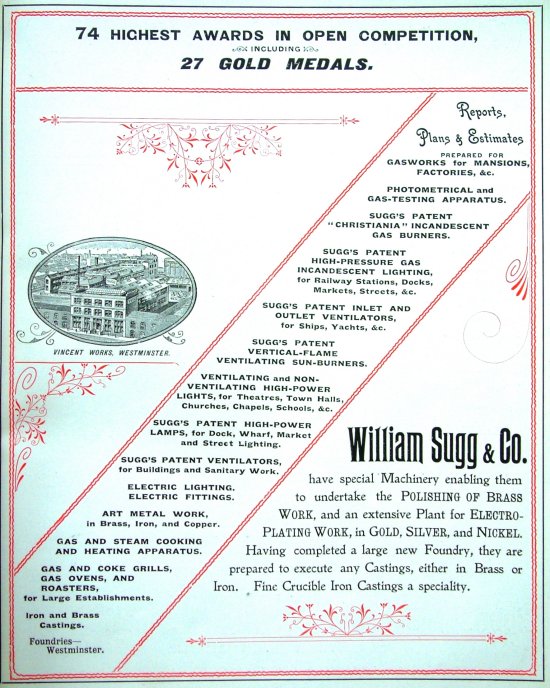 74 HIGHEST AWARDS IN OPEN COMPETITION,
INCLUDING
27 GOLD MEDALS.
Reports,
Plans & Estimates
PREPARED FOR
GASWORKS for MANSIONS,
FACTORIES, &c.
PHOTOMETRICAL and
GAS-TESTING APPARATUS.
SUGG'S PATENT
"CHRISTIANIA" INCANDESCENT
GAS BURNERS.
SUGG'S PATENT
HIGH-PRESSURE GAS
INCANDESCENT LIGHTING,
for Railway Stations, Docks,
Markets, Streets, &c.
SUGG'S PATENT INLET AND
OUTLET VENTILATORS,
for Ships, Yachts, &c.
SUGG'S PATENT
VERTICAL-FLAME
VENTILATING SUN-BURNERS.
VENTILATING and NON-
VENTILATING HIGH-POWER
LIGHTS, for Theatres, Town Halls,
Churches, Chapels, Schools, &c.
SUGG'S PATENT HIGH-POWER
LAMPS, for Dock, Wharf, Market
and Street Lighting.
SUGG'S PATENT VENTILATORS,
for Buildings and Sanitary Work.
ELECTRIC LIGHTING.
ELECTRIC FITTINGS.
ART METAL WORK,
in Brass, Iron, and Copper.
GAS AND STEAM COOKING
AND HEATING APPARATUS.
GAS AND COKE GRILLS,
GAS OVENS, AND
ROASTERS,
for Large Establishments.
Iron and Brass
Castings.
Foundries—
Westminster.
VINCENT WORKS, WESTMINSTER.
William Sugg & Co.
have special Machinery enabling them
to undertake the POLISHING OF BRASS
WORK, and an extensive Plant for ELECTRO-
PLATING WORK, in GOLD, SILVER, and NICKEL.
Having completed a large new Foundry, they are
prepared to execute any Castings, either in Brass or
Iron. Fine Crucible Iron Castings a speciality.